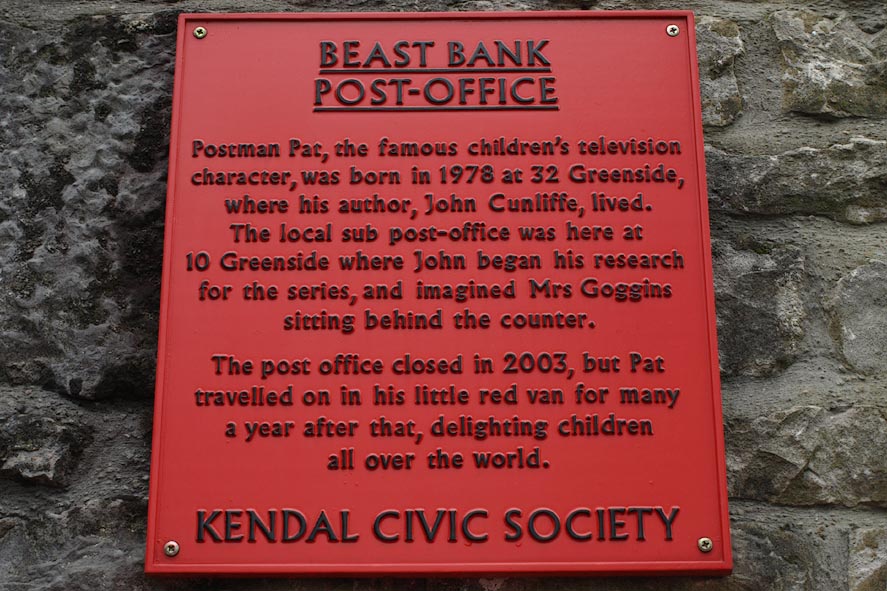 BEAST BANK
POST-OFFICE
Postman Pat, the famous children's television
character, was born in 1978 at 32 Greenside,
where his author, John Cunliffe, lived.
The local sub post-office was here at
10 Greenside where John began his research
for the series, and imagined Mrs Goggins
sitting behind the counter.
The post office closed in 2003, but Pat
travelled on in his little red van for many
a year after that, delighting children
all over the world.
KENDAL CIVIC SOCIETY